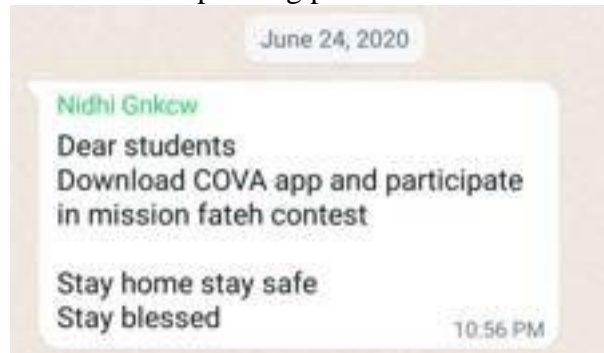 June 24, 2020
Nidhi Gnkcw
Dear students
Download COVA app and participate
in mission fateh contest
Stay home stay safe
Stay blessed
10:56 PM